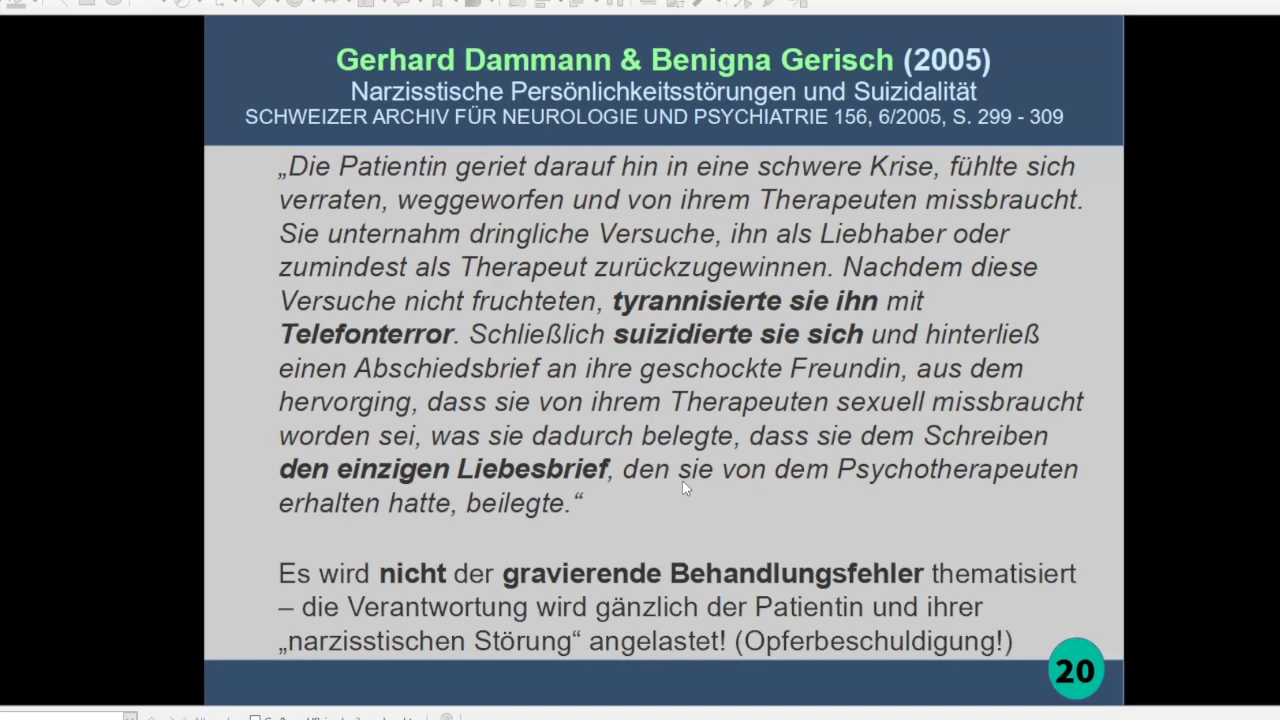 Gerhard Dammann & Benigna Gerisch (2005)
Narzisstische Persönlichkeitsstörungen und Suizidalität
SCHWEIZER ARCHIV FÜR NEUROLOGIE UND PSYCHIATRIE 156, 6/2005, S. 299 - 309
„Die Patientin geriet darauf hin in eine schwere Krise, fühlte sich
verraten, weggeworfen und von ihrem Therapeuten missbraucht.
Sie unternahm dringliche Versuche, ihn als Liebhaber oder
zumindest als Therapeut zurückzugewinnen. Nachdem diese
Versuche nicht fruchteten, tyrannisierte sie ihn mit
Telefonterror. Schließlich suizidierte sie sich und hinterließ
einen Abschiedsbrief an ihre geschockte Freundin, aus dem
hervorging, dass sie von ihrem Therapeuten sexuell missbraucht
worden sei, was sie dadurch belegte, dass sie dem Schreiben
den einzigen Liebesbrief, den sie von dem Psychotherapeuten
erhalten hatte, beilegte.“
Es wird nicht der gravierende Behandlungsfehler thematisiert
– die Verantwortung wird gänzlich der Patientin und ihrer
„narzisstischen Störung“ angelastet! (Opferbeschuldigung!)
20